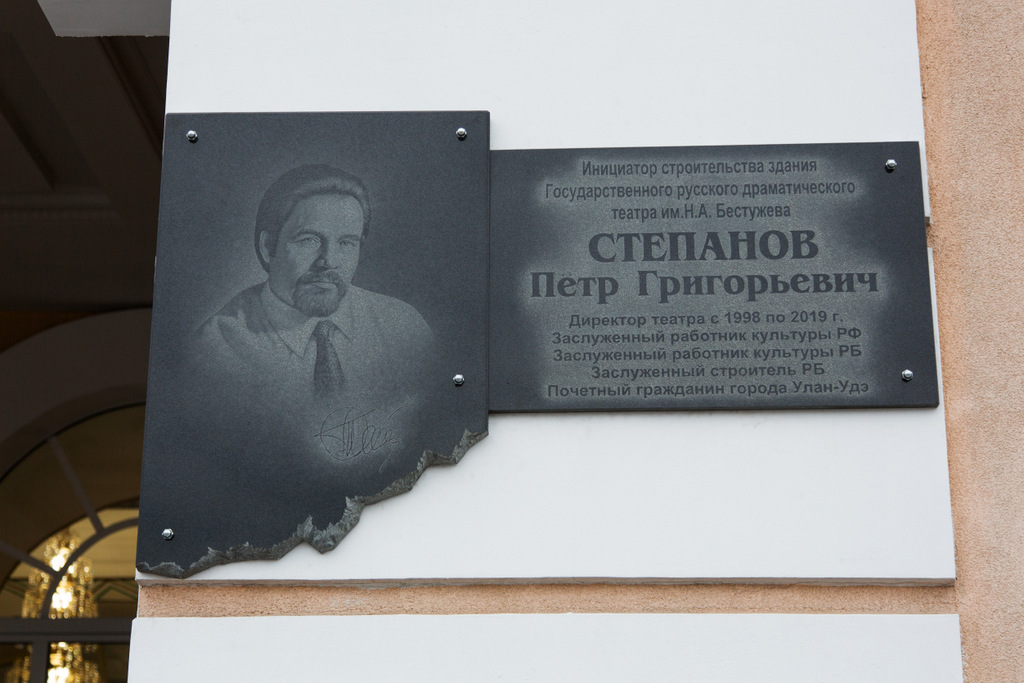 Инициатор строительства здания
Государственного русского драматического
театра им.Н.А. Бестужева
СТЕПАНОВ
Петр Григорьевич
Директор театра с 1998 по 2019 г.
Заслуженный работник культуры РФ
Заслуженный работник культуры РБ
Заслуженный строитель РБ
Почетный гражданин города Улан-Удэ